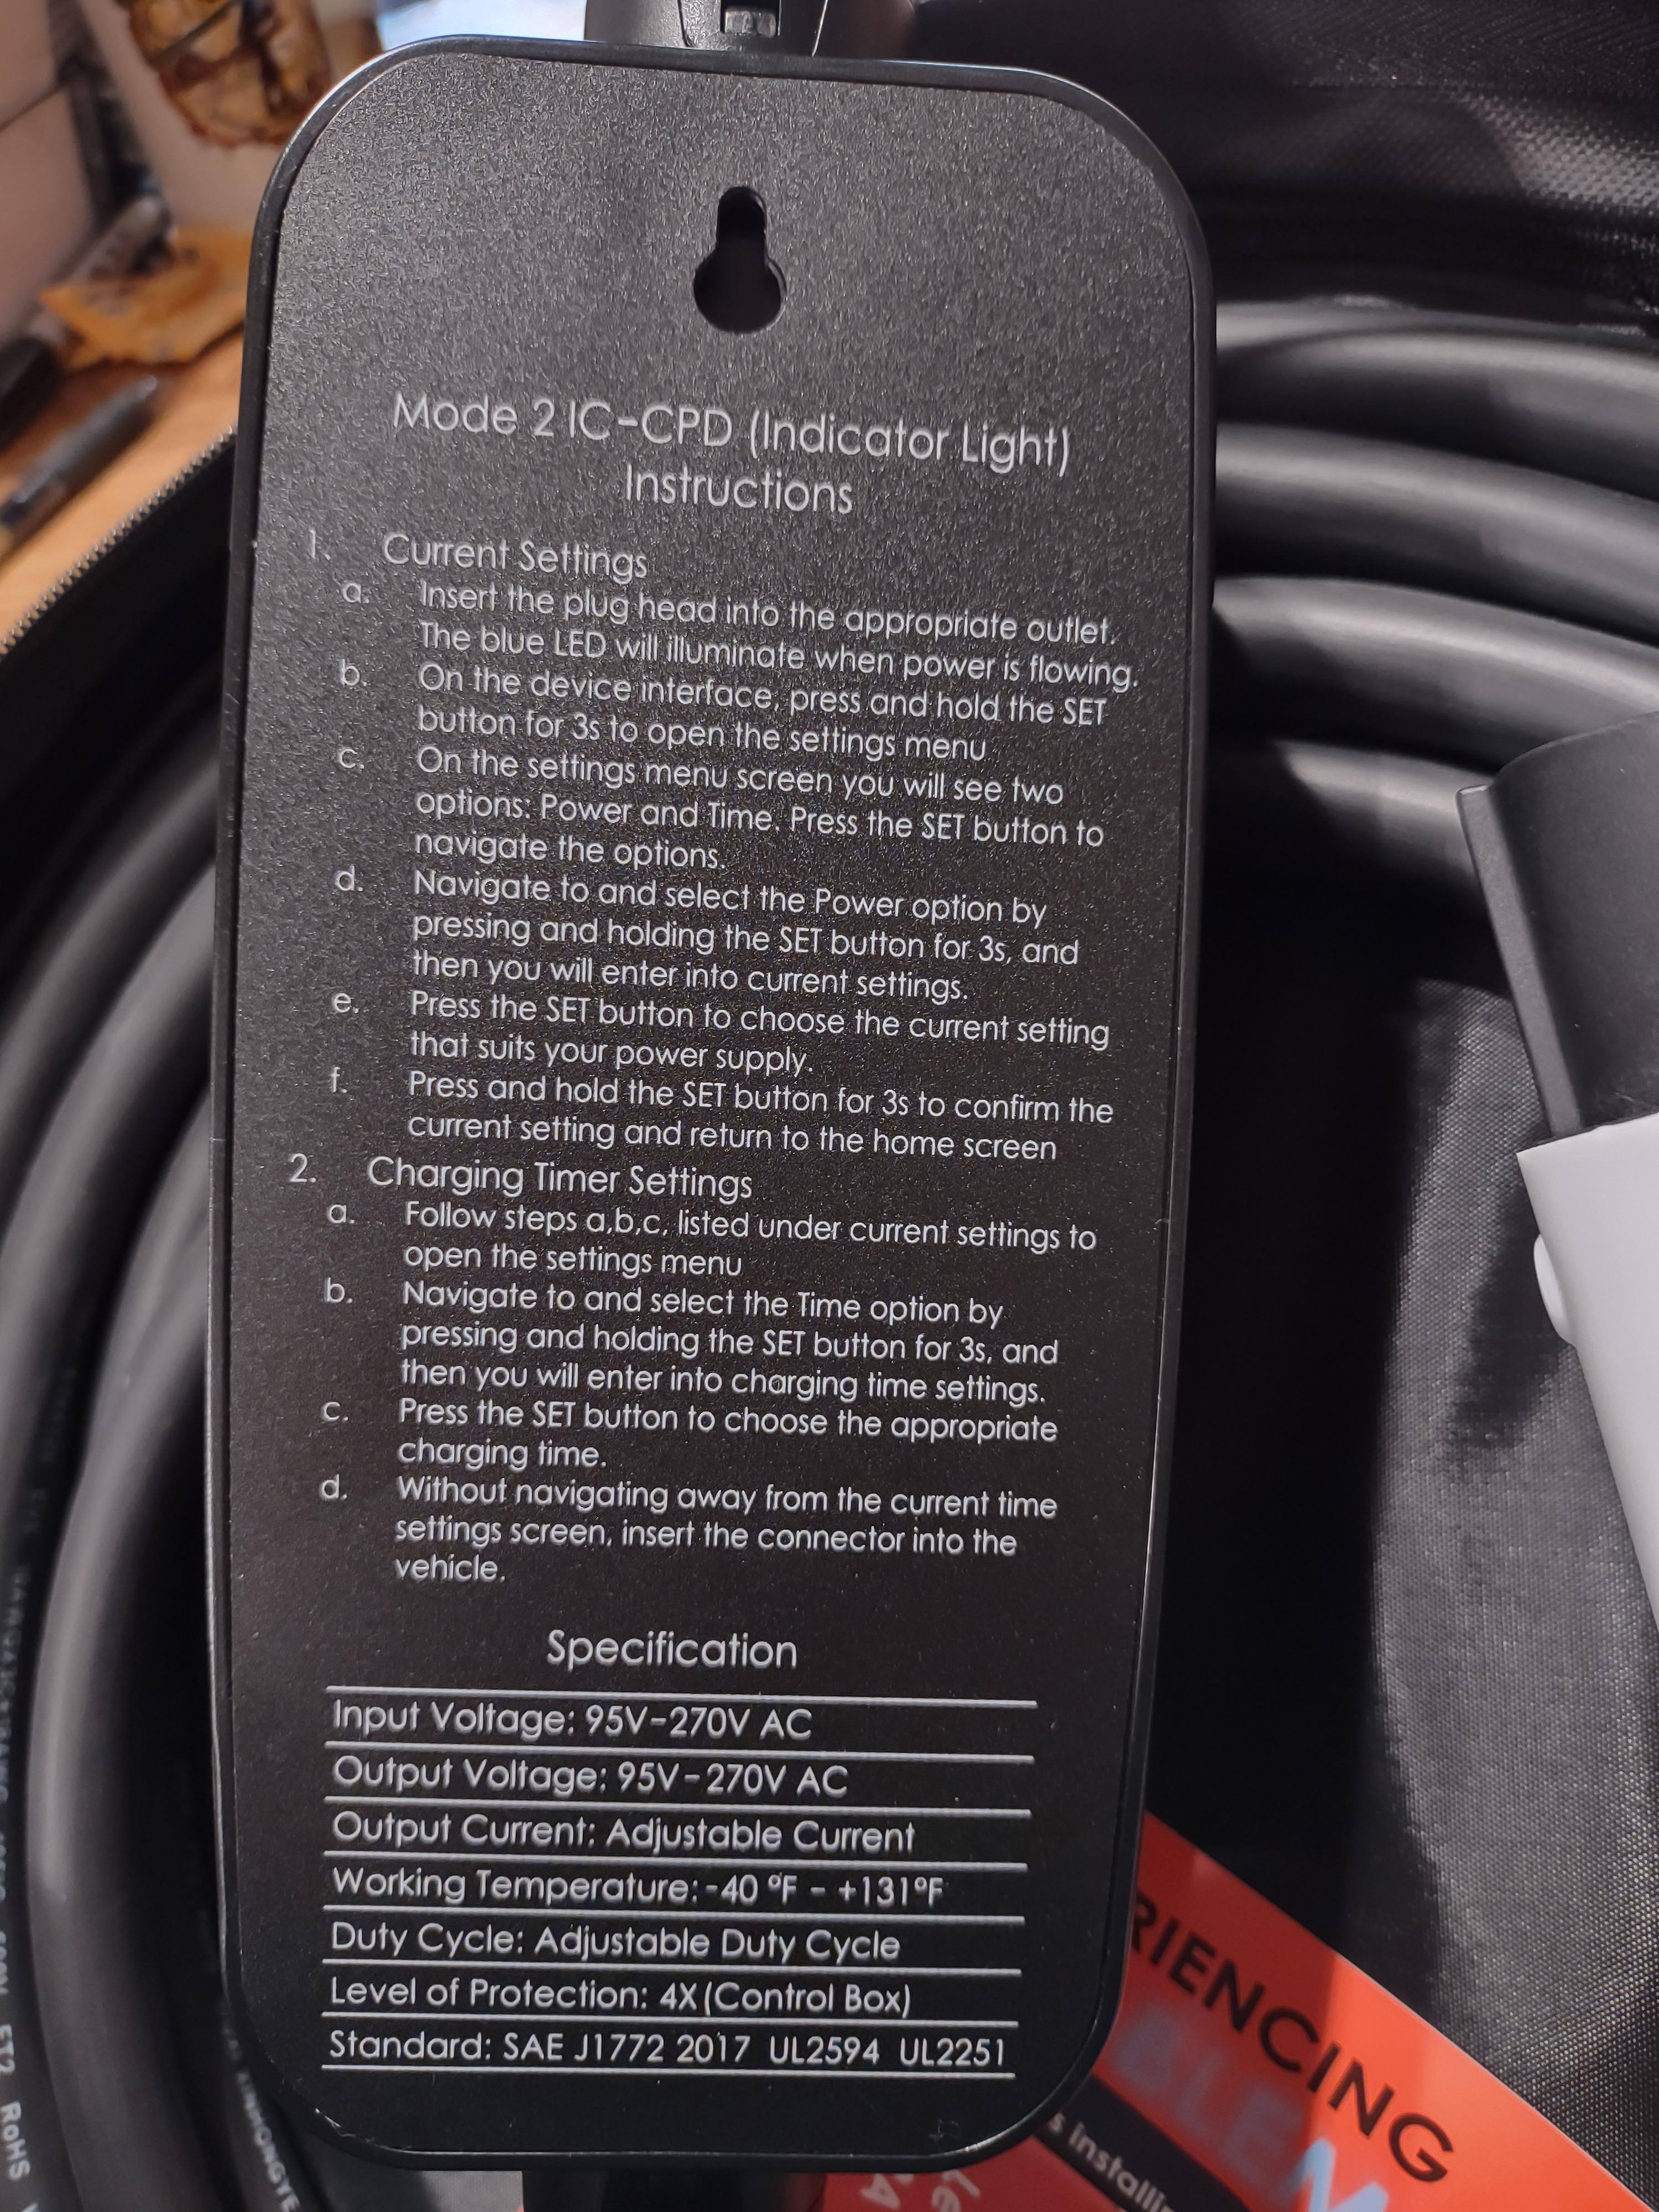 Mode 2 IC-CPD (Indicator Light)
Instructions
1. Current Settings
a. Insert the plug head into the appropriate outlet.
The blue LED will illuminate when power is flowing.
b. On the device interface, press and hold the SET
button for 3s to open the settings menu
c. On the settings menu screen you will see two
options: Power and Time. Press the SET button to
navigate the options.
d. Navigate to and select the Power option by
pressing and holding the SET button for 3s, and
then you will enter into current settings.
e. Press the SET button to choose the current setting
that suits your power supply.
f. Press and hold the SET button for 3s to confirm the
current setting and return to the home screen
2. Charging Timer Settings
a. Follow steps a,b,c, listed under current settings to
open the settings menu
b. Navigate to and select the Time option by
pressing and holding the SET button for 3s, and
then you will enter into charging time settings.
c. Press the SET button to choose the appropriate
charging time.
d. Without navigating away from the current time
settings screen, insert the connector into the
vehicle.
Specification
Input Voltage: 95V-270V AC
Output Voltage: 95V-270V AC
Output Current: Adjustable Current
Working Temperature: -40 ºF - +131ºF
Duty Cycle: Adjustable Duty Cycle
Level of Protection: 4X (Control Box)
Standard: SAE J1772 2017 UL2594 UL2251
RIENCING
BLEM
s installin
FT2 RoHS